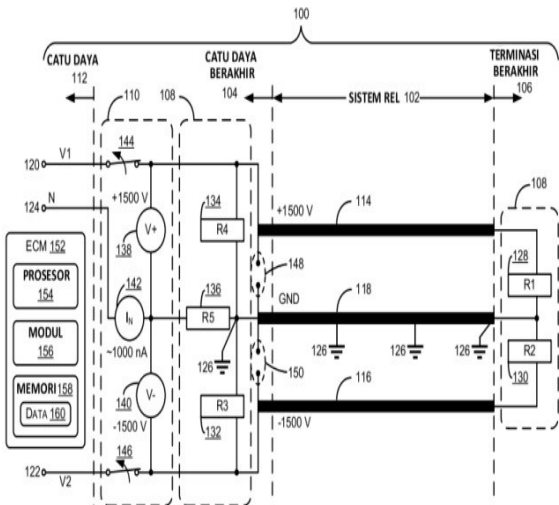 100
CATU DAYA
112
CATU DAYA
BERAKHIR
104
SISTEM REL 102
TERMINASI
BERAKHIR
106
110
108
120
V1
144
124
N
+1500 V
134
R4
+1500 V
114
108
ECM 152
V+
138
148
128
R1
PROSESOR
154
142
136
GND
118
IN
R5
MODUL
156
~1000 nA
126
126
126
126
R2
130
MEMORI 158
DATA 160
V-
140
-1500 V
R3
132
150
116
-1500 V
146
122
V2